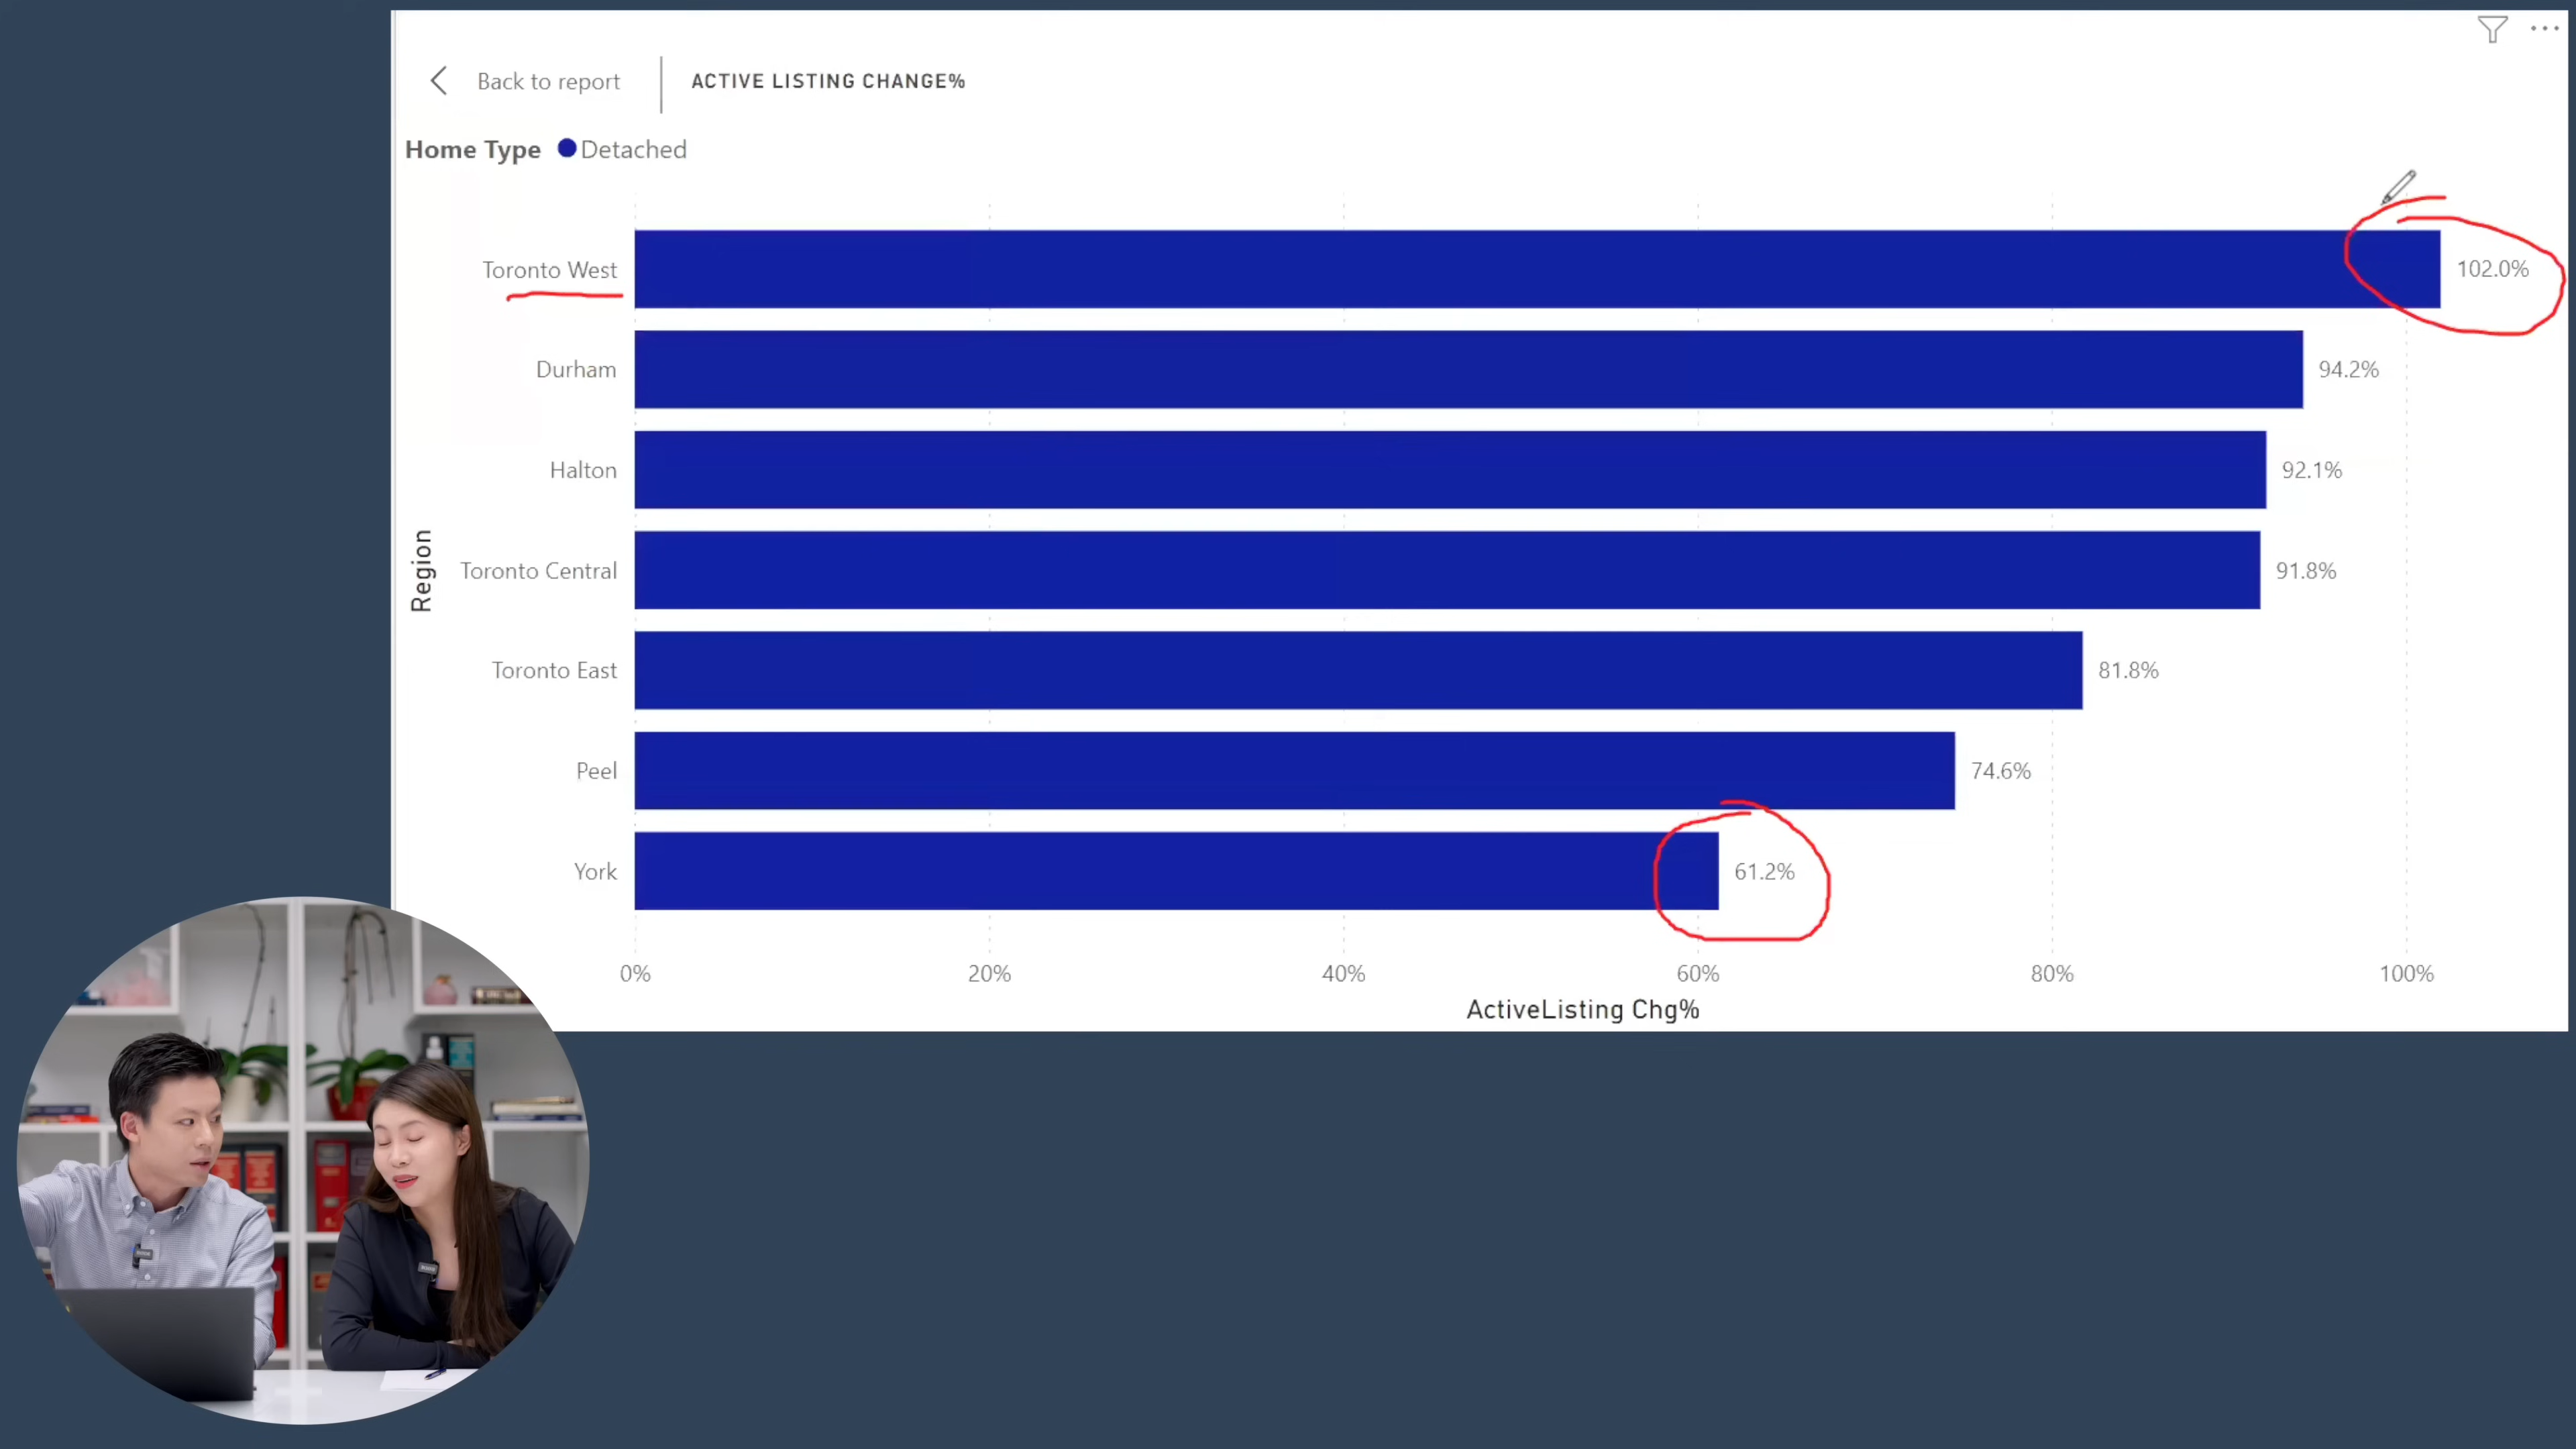 Back to report
ACTIVE LISTING CHANGE%
Home Type Detached
Toronto West 102.0%
Durham 94.2%
Halton 92.1%
Toronto Central 91.8%
Toronto East 81.8%
Peel 74.6%
York 61.2%
Region
0% 20% 40% 60% 80% 100%
ActiveListing Chg%